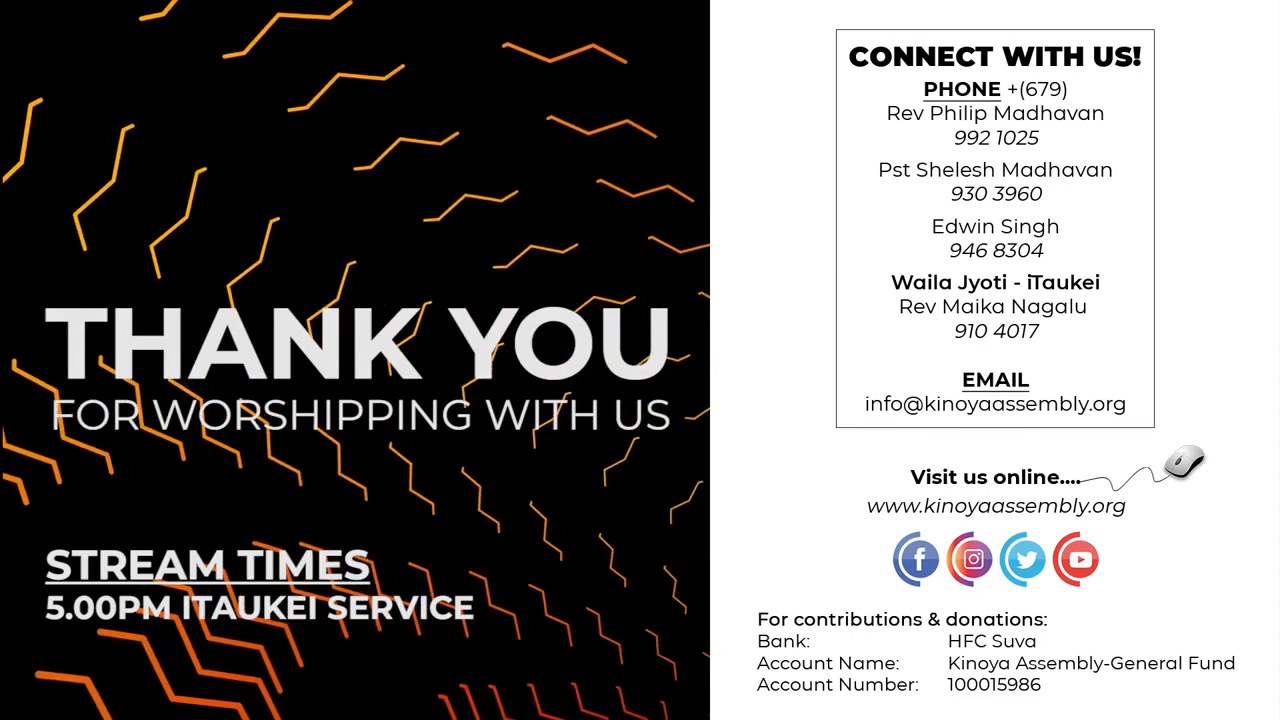 THANK YOU
FOR WORSHIPPING WITH US
STREAM TIMES
5.00PM ITAUKEI SERVICE
CONNECT WITH US!
PHONE +(679)
Rev Philip Madhavan
992 1025
Pst Shelesh Madhavan
930 3960
Edwin Singh
946 8304
Waila Jyoti - iTaukei
Rev Maika Nagalu
910 4017
EMAIL
info@kinoyaassembly.org
Visit us online....
www.kinoyaassembly.org
For contributions & donations:
Bank: HFC Suva
Account Name: Kinoya Assembly-General Fund
Account Number: 100015986